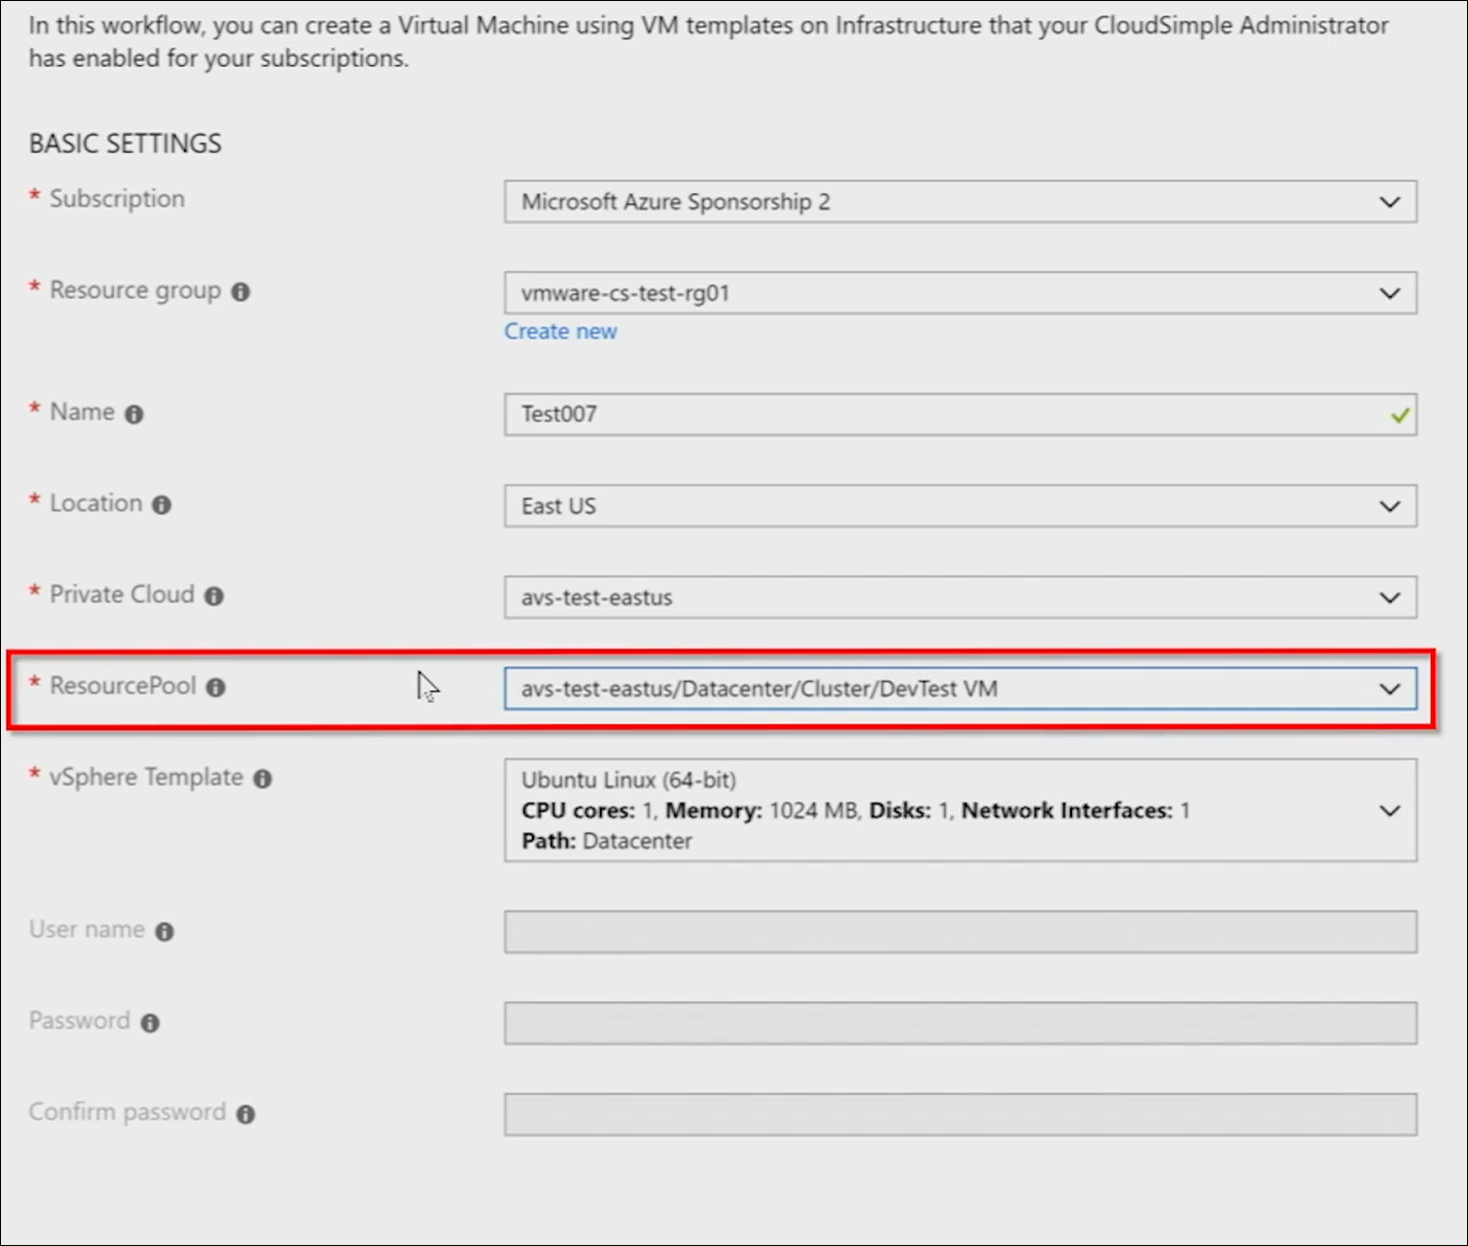 In this workflow, you can create a Virtual Machine using VM templates on Infrastructure that your CloudSimple Administrator
has enabled for your subscriptions.
BASIC SETTINGS
* Subscription
Microsoft Azure Sponsorship 2
* Resource group
vmware-cs-test-rg01
Create new
* Name
Test007
* Location
East US
* Private Cloud
avs-test-eastus
* ResourcePool
avs-test-eastus/Datacenter/Cluster/DevTest VM
* vSphere Template
Ubuntu Linux (64-bit)
CPU cores: 1, Memory: 1024 MB, Disks: 1, Network Interfaces: 1
Path: Datacenter
User name
Password
Confirm password